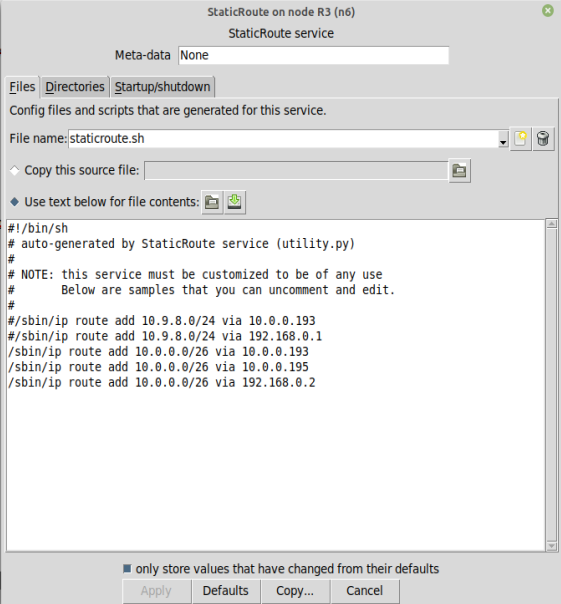 StaticRoute on node R3 (n6)
StaticRoute service
Meta-data None
Files Directories Startup/shutdown
Config files and scripts that are generated for this service.
File name: staticroute.sh
Copy this source file:
Use text below for file contents:
#!/bin/sh
# auto-generated by StaticRoute service (utility.py)
#
# NOTE: this service must be customized to be of any use
#       Below are samples that you can uncomment and edit.
#
#/sbin/ip route add 10.9.8.0/24 via 10.0.0.193
#/sbin/ip route add 10.9.8.0/24 via 192.168.0.1
/sbin/ip route add 10.0.0.0/26 via 10.0.0.193
/sbin/ip route add 10.0.0.0/26 via 10.0.0.195
/sbin/ip route add 10.0.0.0/26 via 192.168.0.2
only store values that have changed from their defaults
Apply Defaults Copy... Cancel